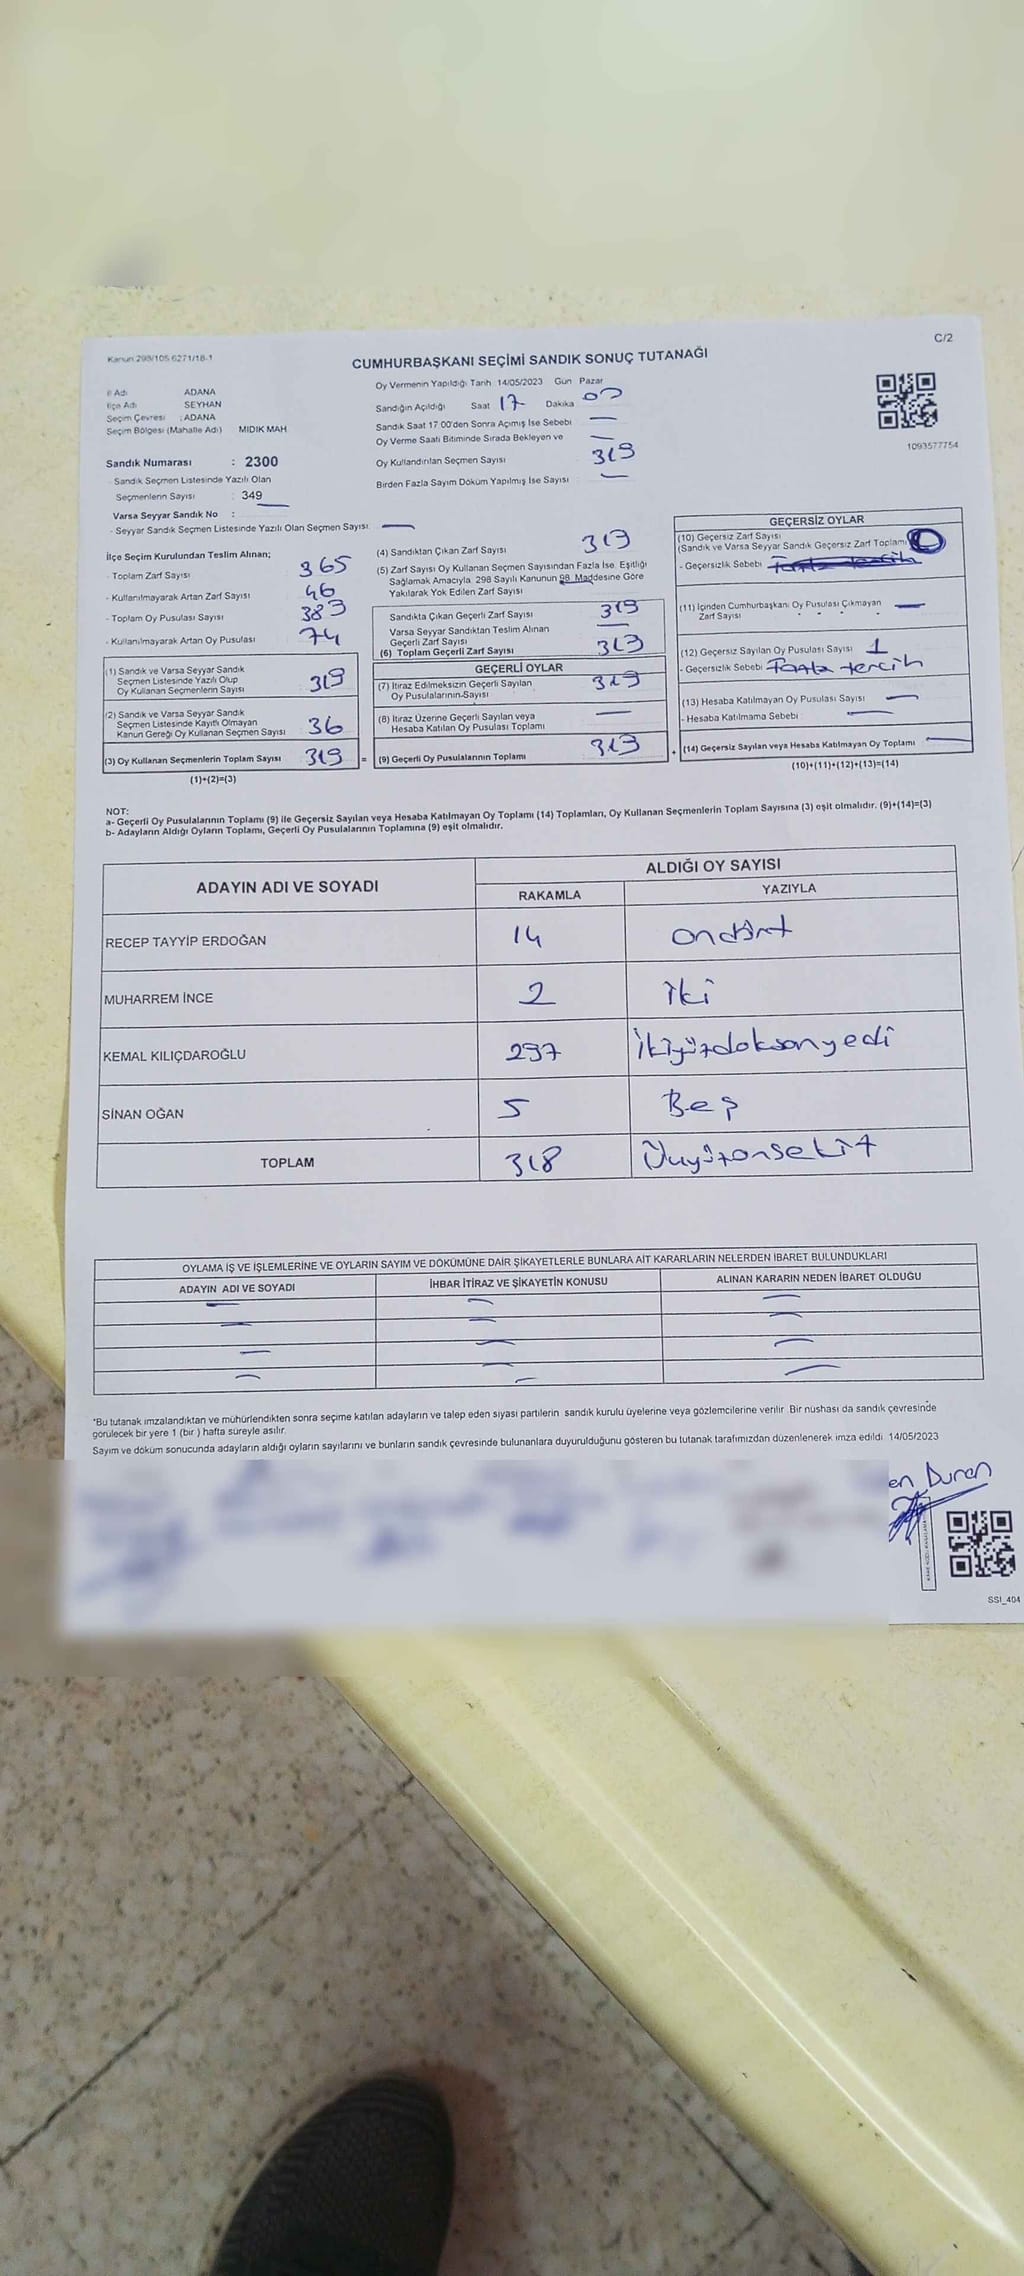 Kanun 298/105 6271/18-1
C/2
CUMHURBAŞKANI SEÇİMİ SANDIK SONUÇ TUTANAĞI
İl Adı ADANA
İlçe Adı SEYHAN
Seçim Çevresi : ADANA
Seçim Bölgesi (Mahalle Adı) MIDIK MAH.
Sandık Numarası : 2300
Sandık Seçmen Listesinde Yazılı Olan
Seçmenlerin Sayısı : 349
Varsa Seyyar Sandık No :
- Seyyar Sandık Seçmen Listesinde Yazılı Olan Seçmen Sayısı
Oy Vermenin Yapıldığı Tarih 14/05/2023 Gün Pazar
Sandığın Açıldığı Saat 17 Dakika 00
Sandık Saat 17 00'den Sonra Açımış İse Sebebi
Oy Verme Saati Bitiminde Sırada Bekleyen ve
Oy Kullandırılan Seçmen Sayısı 319
Birden Fazla Sayım Döküm Yapılmış İse Sayısı
1093577754
İlçe Seçim Kurulundan Teslim Alınan;
- Toplam Zarf Sayısı 365
- Kullanılmayarak Artan Zarf Sayısı 46
- Toplam Oy Pusulası Sayısı 383
- Kullanılmayarak Artan Oy Pusulası 74
(1) Sandık ve Varsa Seyyar Sandık
Seçmen Listesinde Yazılı Olup
Oy Kullanan Seçmenlerin Sayısı 319
(2) Sandık ve Varsa Seyyar Sandık
Seçmen Listesinde Kayıtlı Olmayan
Kanun Gereği Oy Kullanan Seçmen Sayısı 36
(3) Oy Kullanan Seçmenlerin Toplam Sayısı 319 =
(1)+(2)=(3)
(4) Sandıktan Çıkan Zarf Sayısı 319
(5) Zarf Sayısı Oy Kullanan Seçmen Sayısından Fazla İse. Eşitliği
Sağlamak Amacıyla 298 Sayılı Kanunun 98. Maddesine Göre
Yakılarak Yok Edilen Zarf Sayısı
Sandıkta Çıkan Geçerli Zarf Sayısı 319
Varsa Seyyar Sandıktan Teslim Alınan
Geçerli Zarf Sayısı
(6) Toplam Geçerli Zarf Sayısı 319
GEÇERLİ OYLAR
(7) İtiraz Edilmeksizin Geçerli Sayılan
Oy Pusulalarının Sayısı 319
(8) İtiraz Üzerine Geçerli Sayılan veya
Hesaba Katılan Oy Pusulası Toplamı
(9) Geçerli Oy Pusulalarının Toplamı 319 +
GEÇERSİZ OYLAR
(10) Geçersiz Zarf Sayısı
(Sandık ve Varsa Seyyar Sandık Geçersiz Zarf Toplamı)
- Geçersizlik Sebebi
(11) İçinden Cumhurbaşkanı Oy Pusulası Çıkmayan
Zarf Sayısı
(12) Geçersiz Sayılan Oy Pusulası Sayısı 1
- Geçersizlik Sebebi Fazla tercih
(13) Hesaba Katılmayan Oy Pusulası Sayısı
- Hesaba Katılmama Sebebi
(14) Geçersiz Sayılan veya Hesaba Katılmayan Oy Toplamı
(10)+(11)+(12)+(13)=(14)
NOT:
a- Geçerli Oy Pusulalarının Toplamı (9) ile Geçersiz Sayılan veya Hesaba Katılmayan Oy Toplamı (14) Toplamları, Oy Kullanan Seçmenlerin Toplam Sayısına (3) eşit olmalıdır. (9)+(14)=(3)
b- Adayların Aldığı Oyların Toplamı, Geçerli Oy Pusulalarının Toplamına (9) eşit olmalıdır.
ADAYIN ADI VE SOYADI ALDIĞI OY SAYISI
RAKAMLA YAZIYLA
RECEP TAYYİP ERDOĞAN 14 ondört
MUHARREM İNCE 2 iki
KEMAL KILIÇDAROĞLU 297 İkiyüzdoksanyedi
SİNAN OĞAN 5 Beş
TOPLAM 318 Üçyüzonsekiz
OYLAMA İŞ VE İŞLEMLERİNE VE OYLARIN SAYIM VE DÖKÜMÜNE DAİR ŞİKAYETLERLE BUNLARA AİT KARARLARIN NELERDEN İBARET BULUNDUKLARI
ADAYIN ADI VE SOYADI İHBAR İTİRAZ VE ŞİKAYETİN KONUSU ALINAN KARARIN NEDEN İBARET OLDUĞU
*Bu tutanak imzalandıktan ve mühürlendikten sonra seçime katılan adayların ve talep eden siyasi partilerin sandık kurulu üyelerine veya gözlemcilerine verilir. Bir nüshası da sandık çevresinde
görülecek bir yere 1 (bir) hafta süreyle asılır.
Sayım ve döküm sonucunda adayların aldığı oyların sayılarını ve bunların sandık çevresinde bulunanlara duyurulduğunu gösteren bu tutanak tarafımızdan düzenlenerek imza edildi. 14/05/2023
en Duran
SSI_404